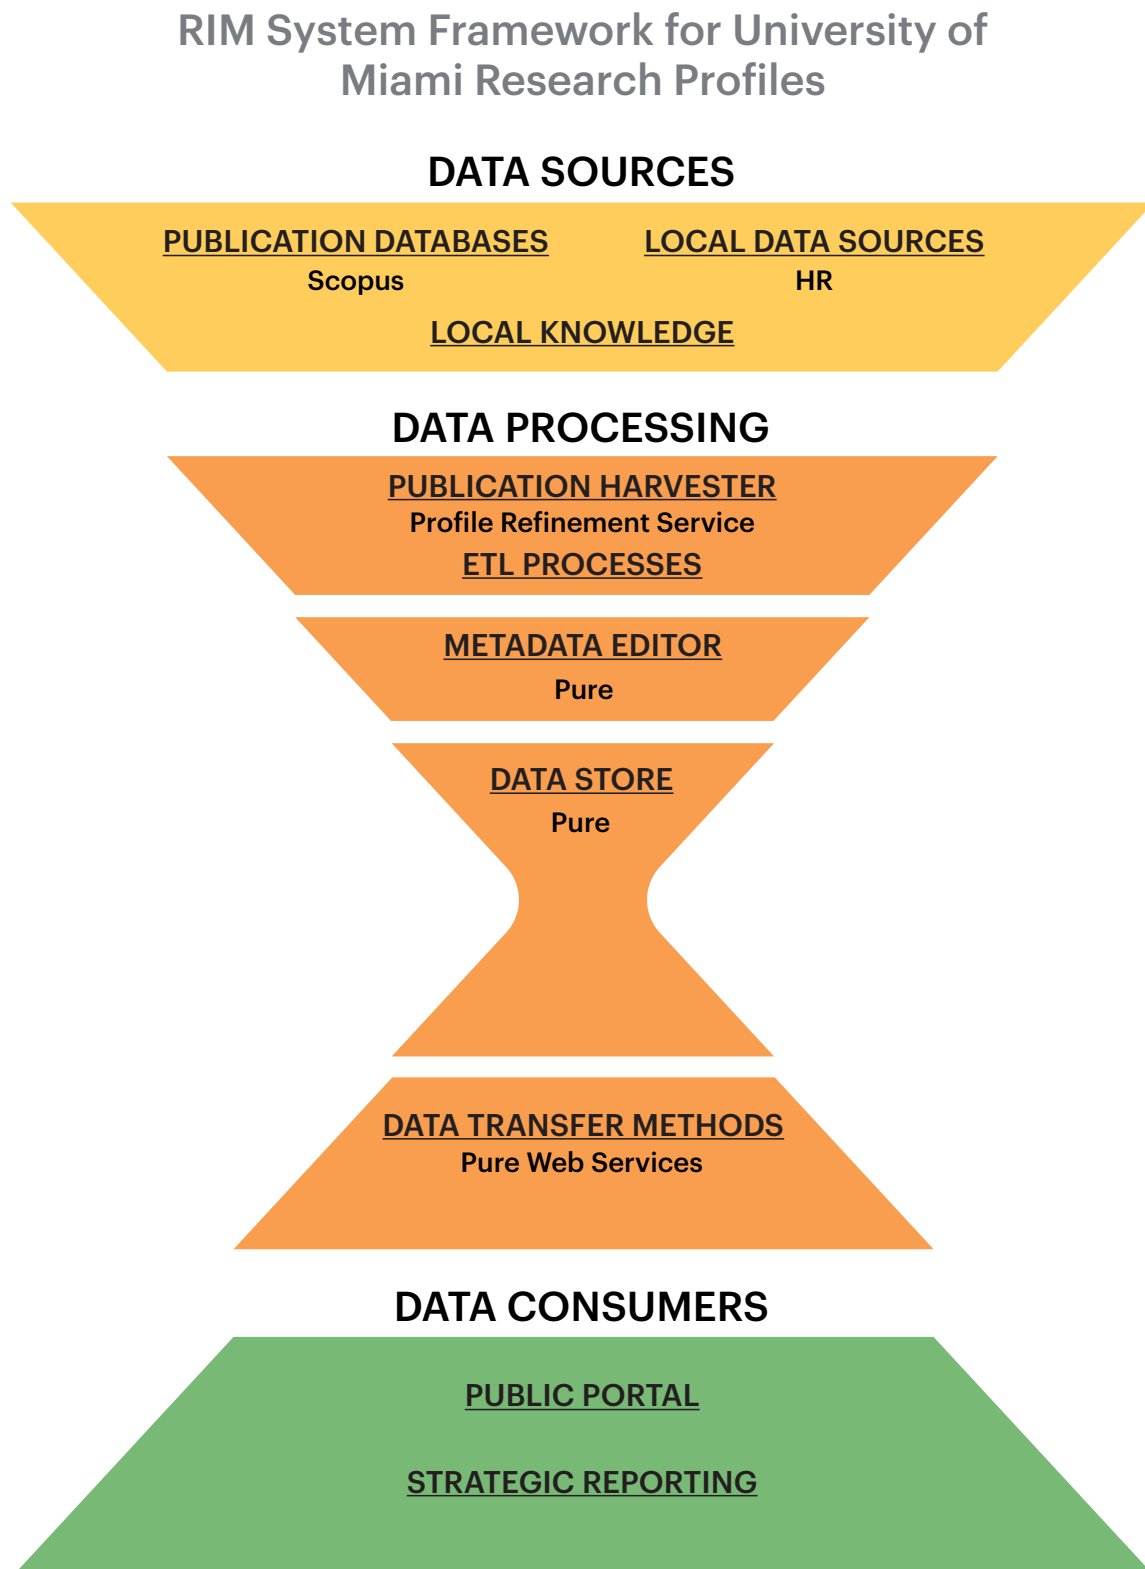 RIM System Framework for University of
Miami Research Profiles
DATA SOURCES
PUBLICATION DATABASES
Scopus
LOCAL DATA SOURCES
HR
LOCAL KNOWLEDGE
DATA PROCESSING
PUBLICATION HARVESTER
Profile Refinement Service
ETL PROCESSES
METADATA EDITOR
Pure
DATA STORE
Pure
DATA TRANSFER METHODS
Pure Web Services
DATA CONSUMERS
PUBLIC PORTAL
STRATEGIC REPORTING